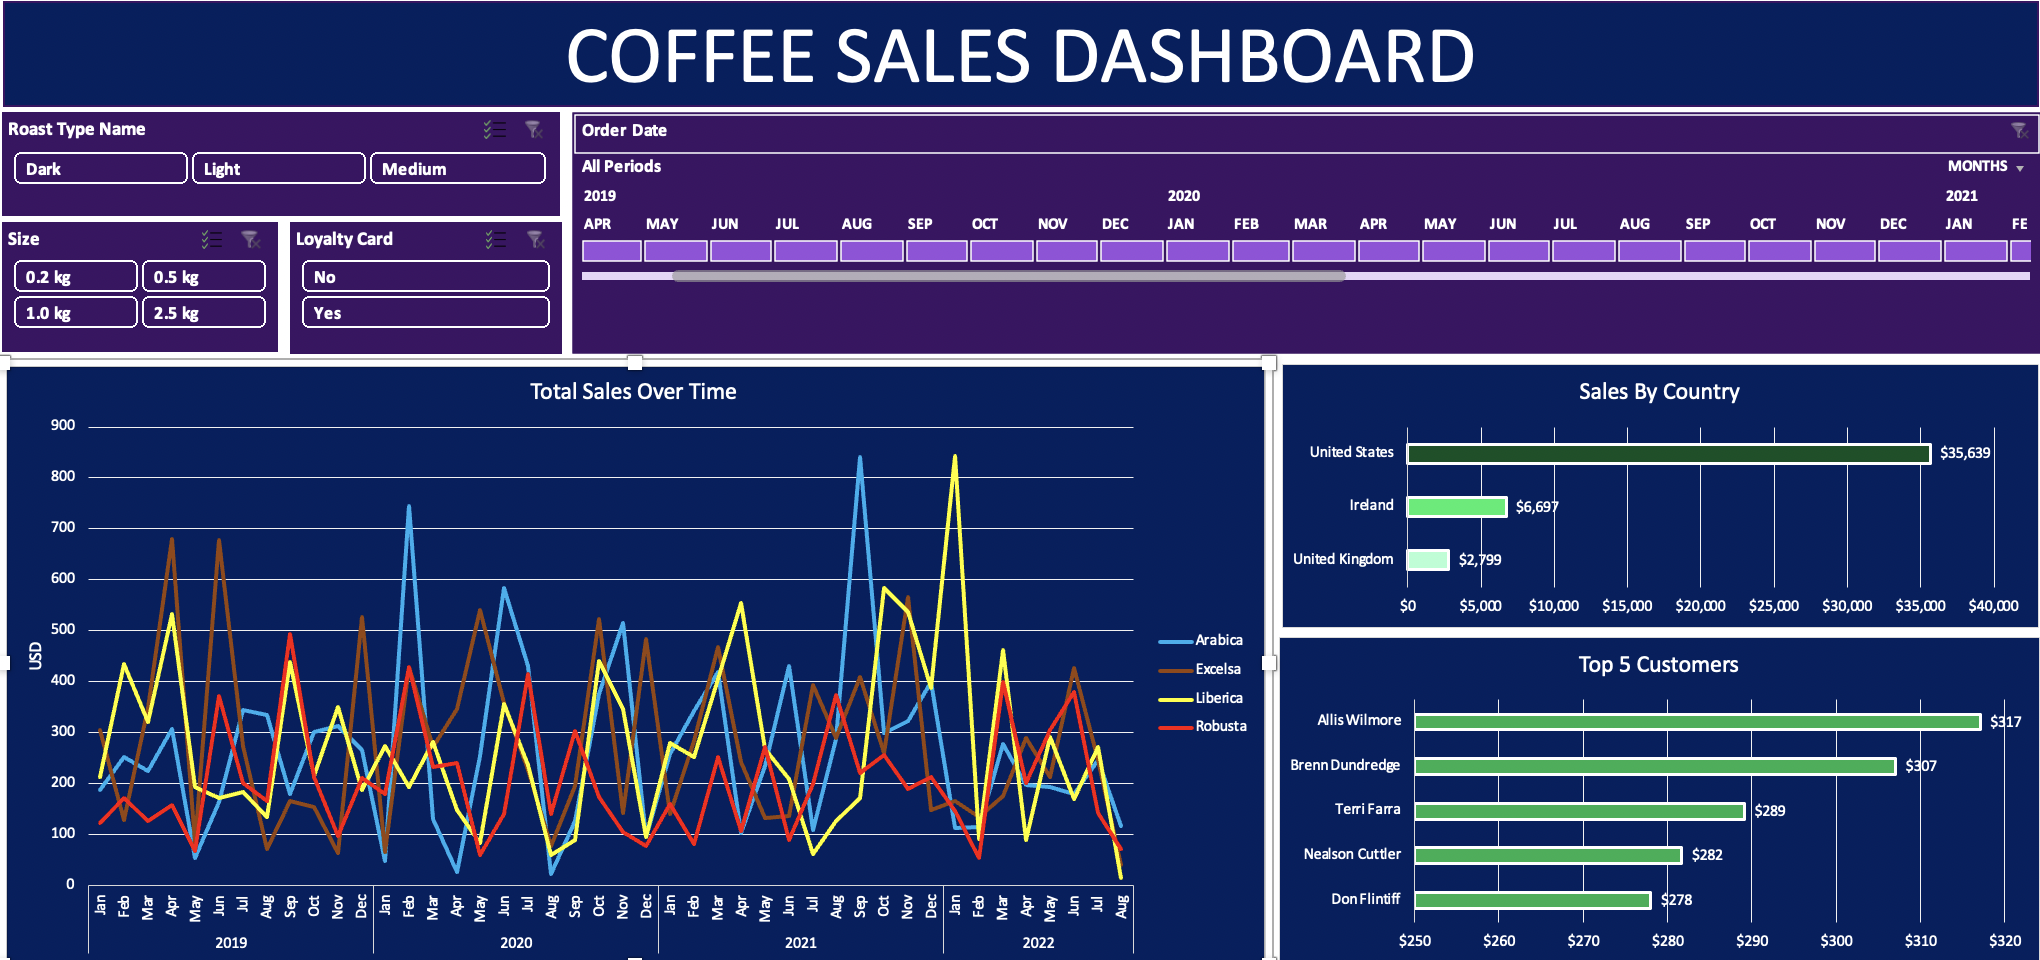 COFFEE SALES DASHBOARD
Roast Type Name
Dark Light Medium
Size
0.2 kg 0.5 kg
1.0 kg 2.5 kg
Loyalty Card
No
Yes
Order Date
All Periods MONTHS
2019 2020 2021
APR MAY JUN JUL AUG SEP OCT NOV DEC JAN FEB MAR APR MAY JUN JUL AUG SEP OCT NOV DEC JAN FE
Total Sales Over Time
900
800
700
600
500
400
300
200
100
0
USD
Jan Feb Mar Apr May Jun Jul Aug Sep Oct Nov Dec Jan Feb Mar Apr May Jun Jul Aug Sep Oct Nov Dec Jan Feb Mar Apr May Jun Jul Aug Sep Oct Nov Dec Jan Feb Mar Apr May Jun Jul Aug
2019 2020 2021 2022
Arabica
Excelsa
Liberica
Robusta
Sales By Country
United States $35,639
Ireland $6,697
United Kingdom $2,799
$0 $5,000 $10,000 $15,000 $20,000 $25,000 $30,000 $35,000 $40,000
Top 5 Customers
Allis Wilmore $317
Brenn Dundredge $307
Terri Farra $289
Nealson Cuttler $282
Don Flintiff $278
$250 $260 $270 $280 $290 $300 $310 $320